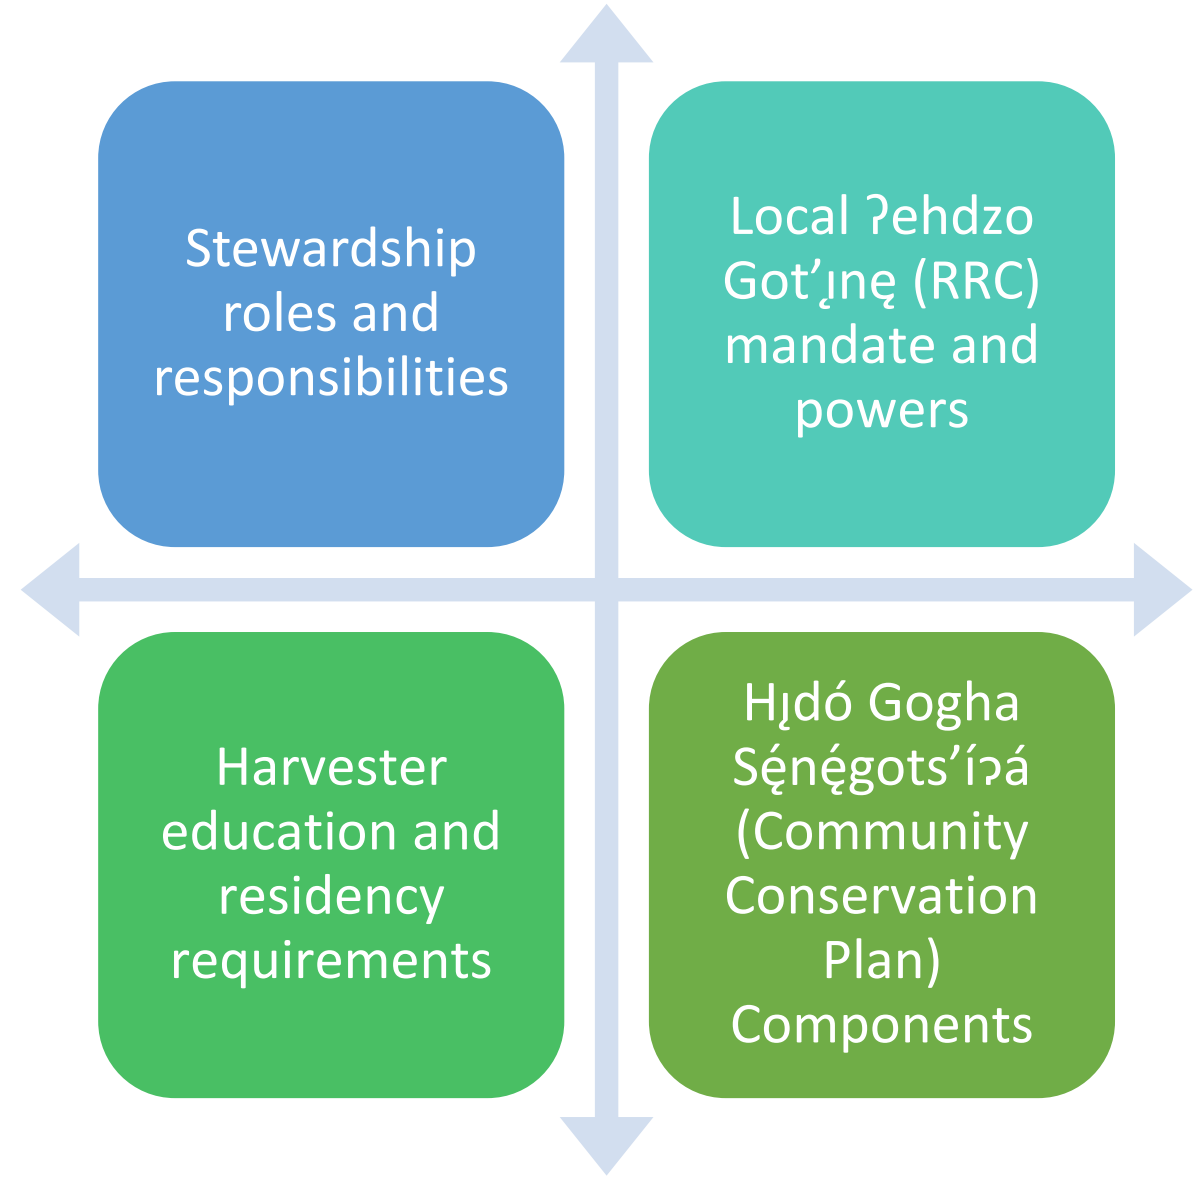 Stewardship
roles and
responsibilities
Local Ɂehdzo
Got’ı̨nę (RRC)
mandate and
powers
Harvester
education and
residency
requirements
Hı̨dó Gogha
Sę́nę́gots’íɂá
(Community
Conservation
Plan)
Components